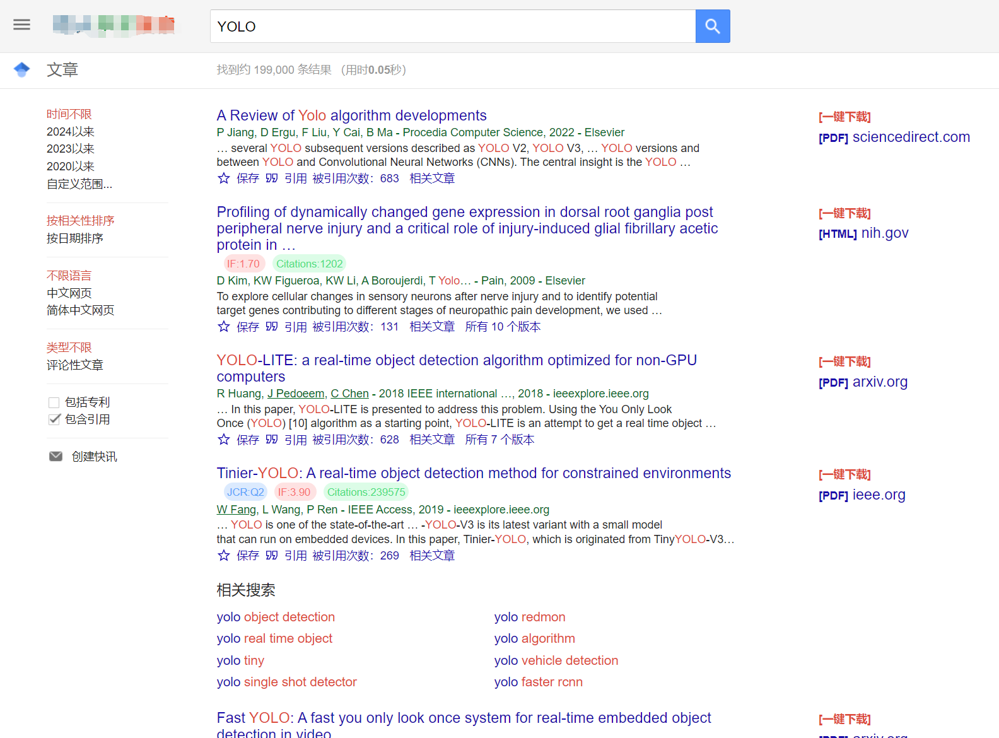 YOLO
文章
找到约 199,000 条结果 （用时0.05秒）
时间不限
2024以来
2023以来
2020以来
自定义范围...
按相关性排序
按日期排序
不限语言
中文网页
简体中文网页
类型不限
评论性文章
包括专利
包含引用
创建快讯
A Review of Yolo algorithm developments
P Jiang, D Ergu, F Liu, Y Cai, B Ma - Procedia Computer Science, 2022 - Elsevier
… several YOLO subsequent versions described as YOLO V2, YOLO V3, … YOLO versions and
between YOLO and Convolutional Neural Networks (CNNs). The central insight is the YOLO …
保存 引用 被引用次数：683 相关文章
[一键下载]
[PDF] sciencedirect.com
Profiling of dynamically changed gene expression in dorsal root ganglia post
peripheral nerve injury and a critical role of injury-induced glial fibrillary acetic
protein in …
IF:1.70 Citations:1202
D Kim, KW Figueroa, KW Li, A Boroujerdi, T Yolo… - Pain, 2009 - Elsevier
To explore cellular changes in sensory neurons after nerve injury and to identify potential
target genes contributing to different stages of neuropathic pain development, we used …
保存 引用 被引用次数：131 相关文章 所有 10 个版本
[一键下载]
[HTML] nih.gov
YOLO-LITE: a real-time object detection algorithm optimized for non-GPU
computers
R Huang, J Pedoeem, C Chen - 2018 IEEE international …, 2018 - ieeexplore.ieee.org
… In this paper, YOLO-LITE is presented to address this problem. Using the You Only Look
Once (YOLO) [10] algorithm as a starting point, YOLO-LITE is an attempt to get a real time object …
保存 引用 被引用次数：628 相关文章 所有 7 个版本
[一键下载]
[PDF] arxiv.org
Tinier-YOLO: A real-time object detection method for constrained environments
JCR:Q2 IF:3.90 Citations:239575
W Fang, L Wang, P Ren - IEEE Access, 2019 - ieeexplore.ieee.org
… YOLO is one of the state-of-the-art … -YOLO-V3 is its latest variant with a small model
that can run on embedded devices. In this paper, Tinier-YOLO, which is originated from TinyYOLO-V3…
保存 引用 被引用次数：269 相关文章
[一键下载]
[PDF] ieee.org
相关搜索
yolo object detection
yolo redmon
yolo real time object
yolo algorithm
yolo tiny
yolo vehicle detection
yolo single shot detector
yolo faster rcnn
Fast YOLO: A fast you only look once system for real-time embedded object
detection in video
[一键下载]
[PDF] arxiv.org